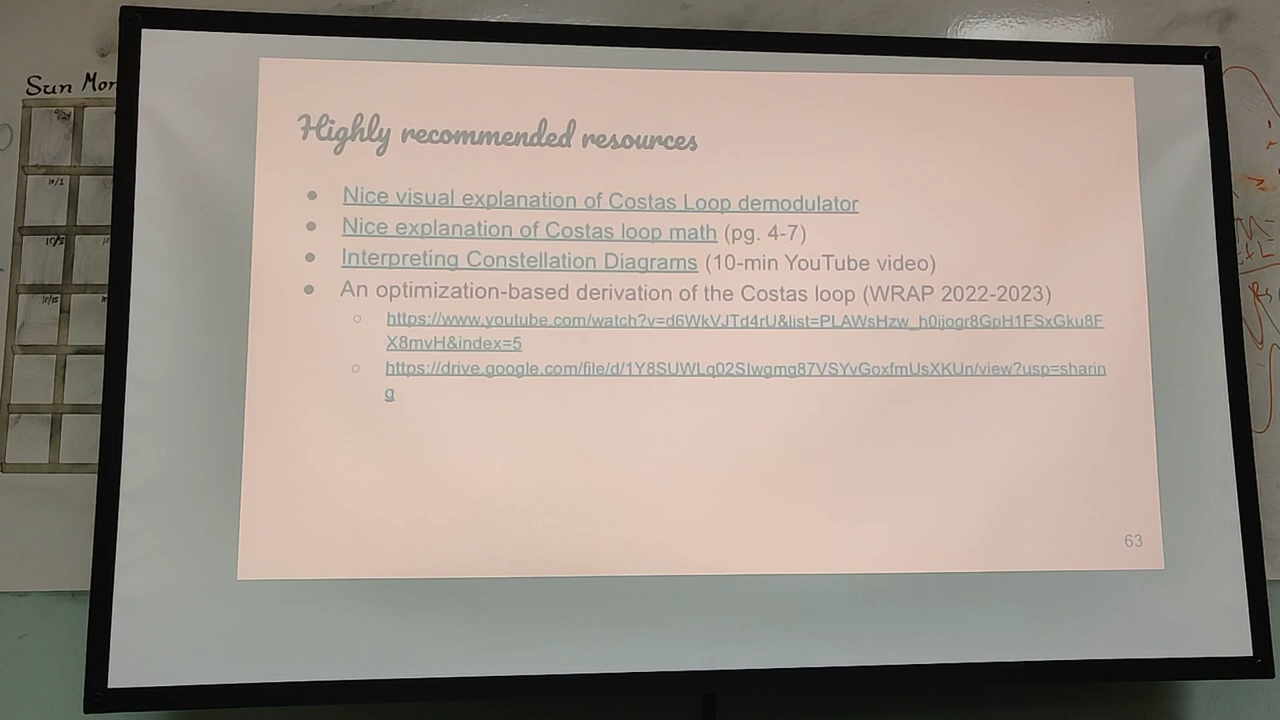 Sun Mon
10/1
Highly recommended resources
● Nice visual explanation of Costas Loop demodulator
● Nice explanation of Costas loop math (pg. 4-7)
● Interpreting Constellation Diagrams (10-min YouTube video)
● An optimization-based derivation of the Costas loop (WRAP 2022-2023)
○ https://www.youtube.com/watch?v=d6WkVJTd4rU&list=PLAWsHzw_h0ijogr8GpH1FSxGku8F
X8mvH&index=5
○ https://drive.google.com/file/d/1Y8SUWLq02SIwgmg87VSYvGoxfmUsXKUn/view?usp=sharin
g
63